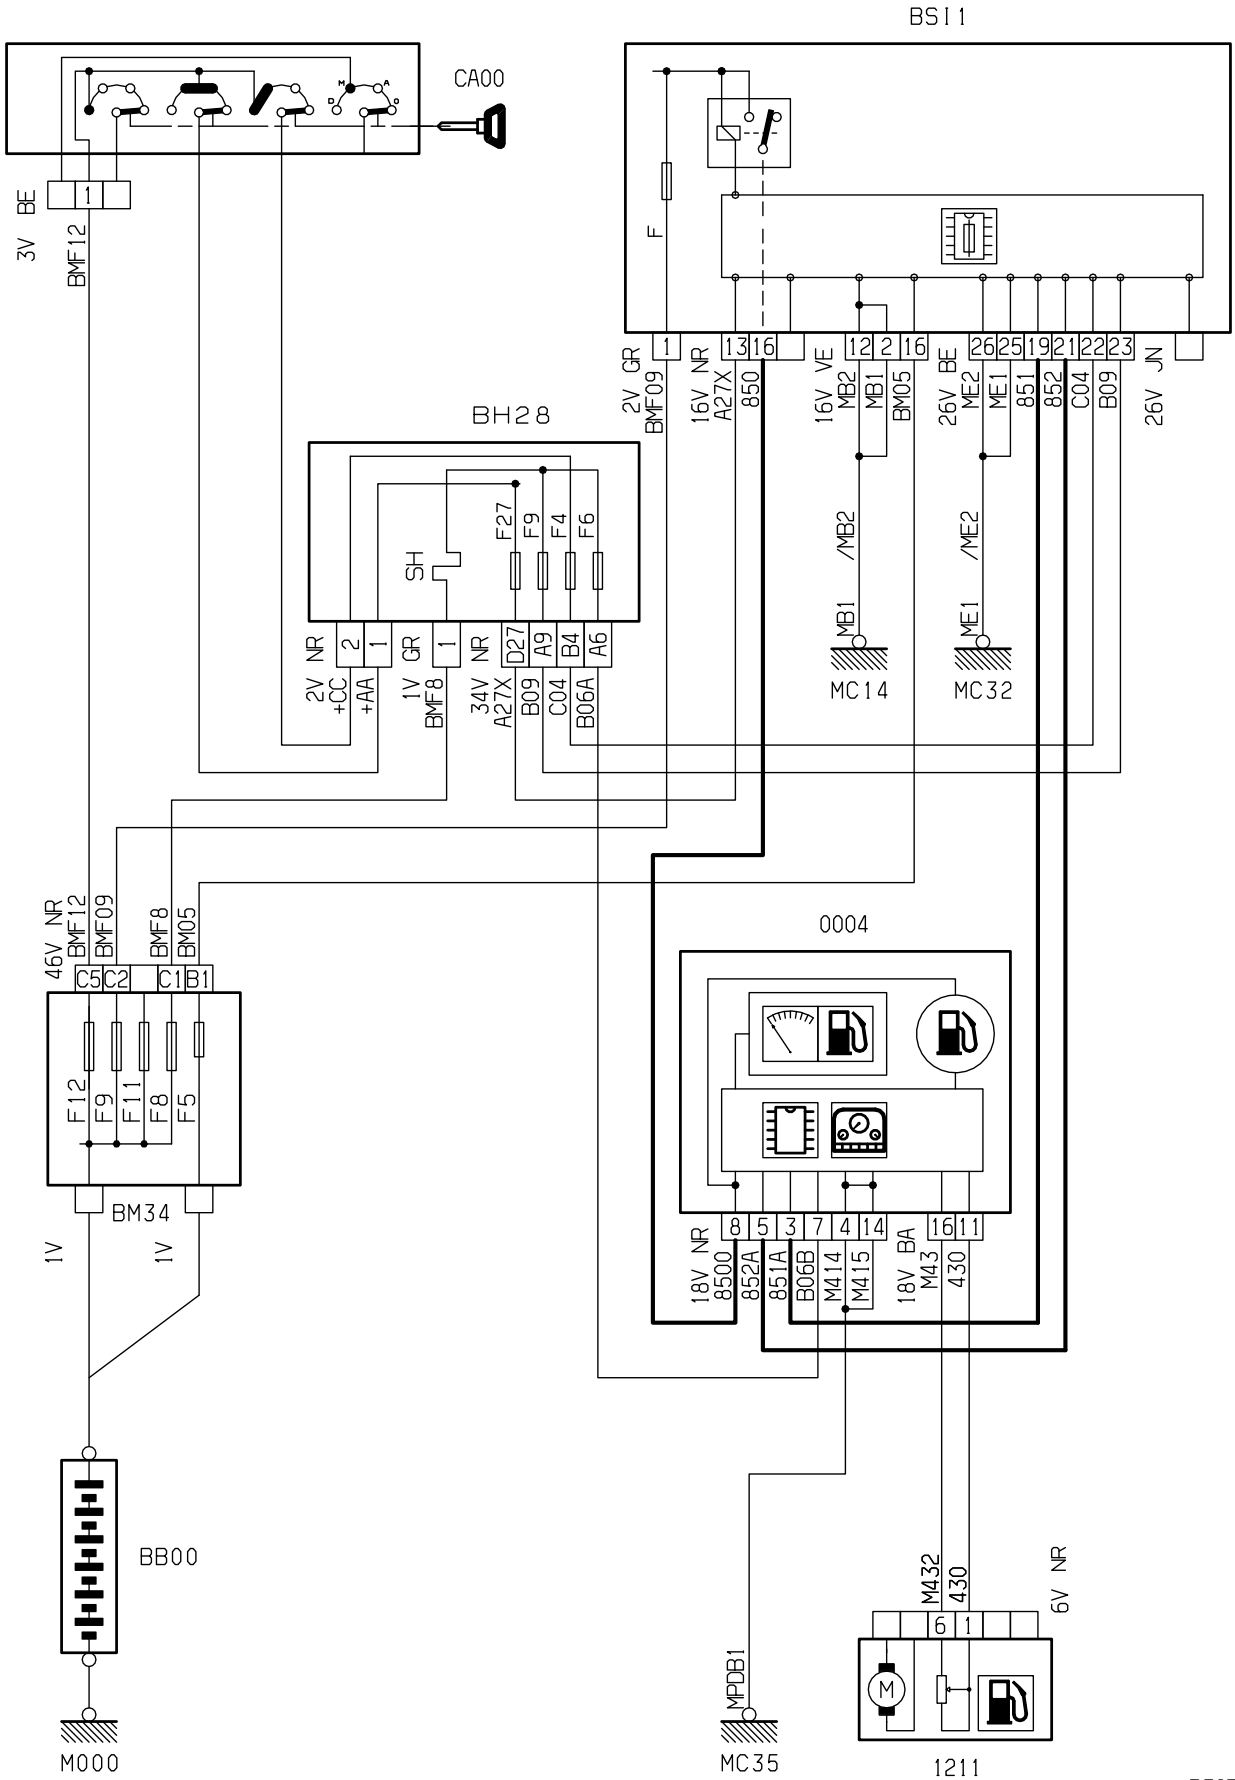 BSI1
CA00
M
A
D
O
3V BE
1
BMF12
F
2V GR
1
BMF09
16V NR
13
16
A27X
850
16V VE
12
2
16
MB2
MB1
BM05
26V BE
26
25
19
21
22
23
ME2
ME1
851
852
C04
B09
26V JN
BH28
SH
F27
F9
F4
F6
2V NR
2
1
+CC
+AA
1V GR
1
BMF8
34V NR
D27
A9
B4
A6
A27X
B09
C04
B06A
/MB2
MB1
MC14
/ME2
ME1
MC32
46V NR
BMF12
BMF09
BMF8
BM05
C5
C2
C1
B1
F12
F9
F11
F8
F5
BM34
1V
1V
0004
18V NR
8
5
3
7
4
14
8500
852A
851A
B06B
M414
M415
18V BA
16
11
M43
430
BB00
M000
MPDB1
MC35
M432
430
6V NR
6
1
M
1211